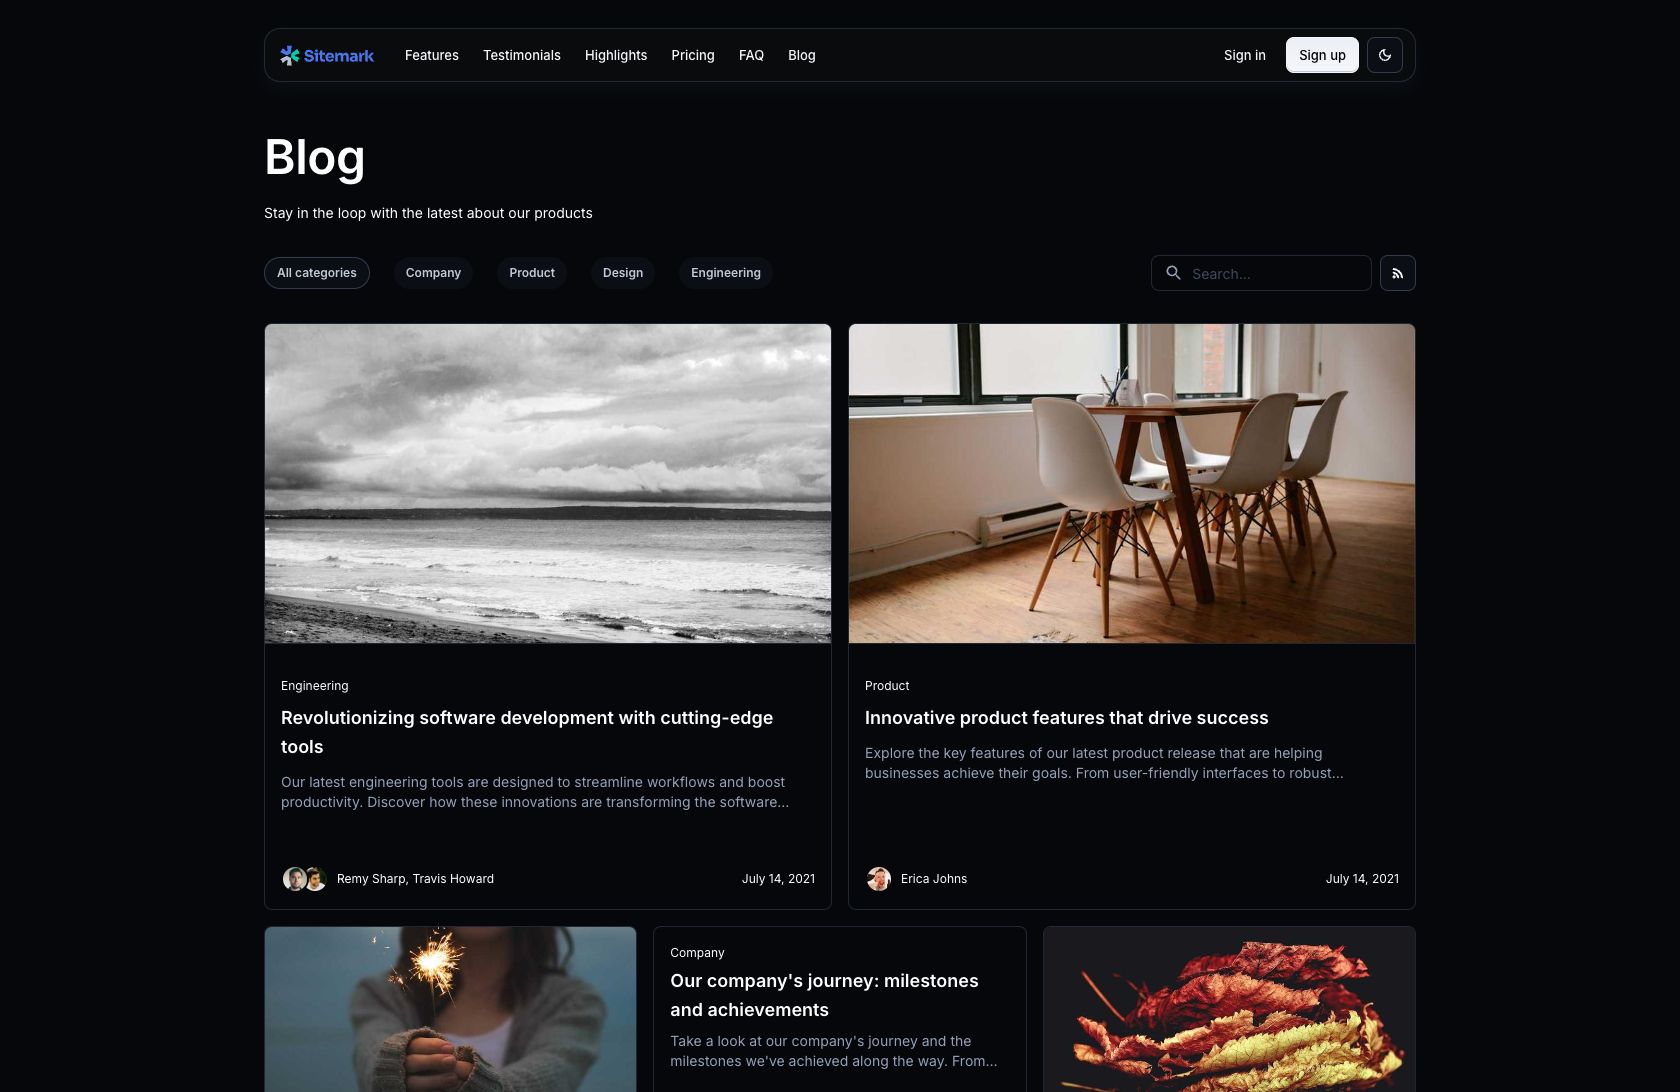 Sitemark
Features
Testimonials
Highlights
Pricing
FAQ
Blog
Sign in
Sign up
Blog
Stay in the loop with the latest about our products
All categories
Company
Product
Design
Engineering
Search...
Engineering
Revolutionizing software development with cutting-edge
tools
Our latest engineering tools are designed to streamline workflows and boost
productivity. Discover how these innovations are transforming the software...
Remy Sharp, Travis Howard
July 14, 2021
Product
Innovative product features that drive success
Explore the key features of our latest product release that are helping
businesses achieve their goals. From user-friendly interfaces to robust...
Erica Johns
July 14, 2021
Company
Our company's journey: milestones
and achievements
Take a look at our company's journey and the
milestones we've achieved along the way. From...